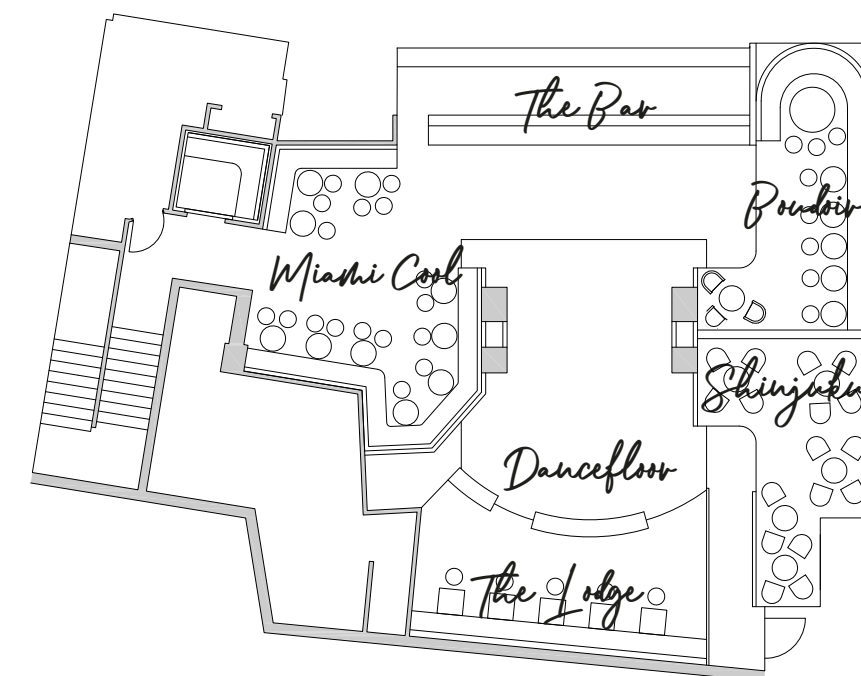 The Bar
Boudoir
Miami Cool
Shinjuku
Dancefloor
The Lodge